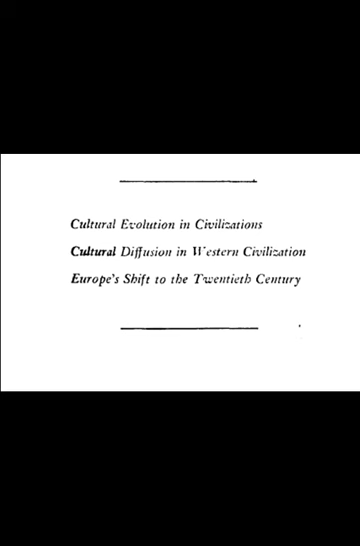 Cultural Evolution in Civilizations
Cultural Diffusion in Western Civilization
Europe's Shift to the Twentieth Century